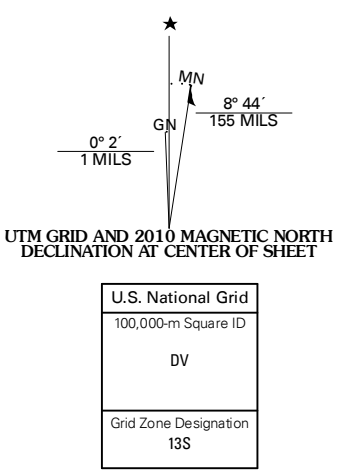 MN
8° 44´
155 MILS
GN
0° 2´
1 MILS
UTM GRID AND 2010 MAGNETIC NORTH
DECLINATION AT CENTER OF SHEET
U.S. National Grid
100,000-m Square ID
DV
Grid Zone Designation
13S